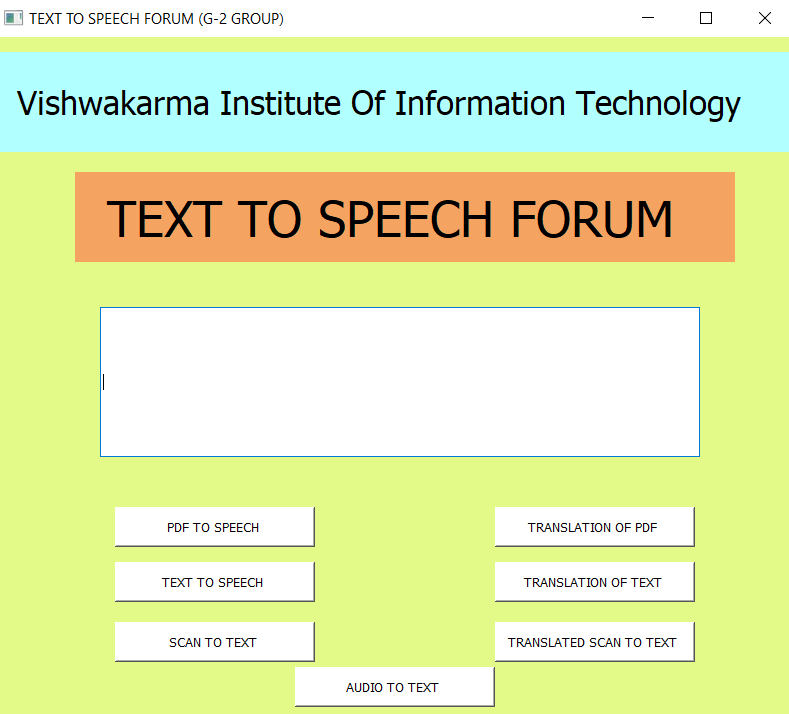 TEXT TO SPEECH FORUM (G-2 GROUP)
Vishwakarma Institute Of Information Technology
TEXT TO SPEECH FORUM
PDF TO SPEECH
TRANSLATION OF PDF
TEXT TO SPEECH
TRANSLATION OF TEXT
SCAN TO TEXT
TRANSLATED SCAN TO TEXT
AUDIO TO TEXT